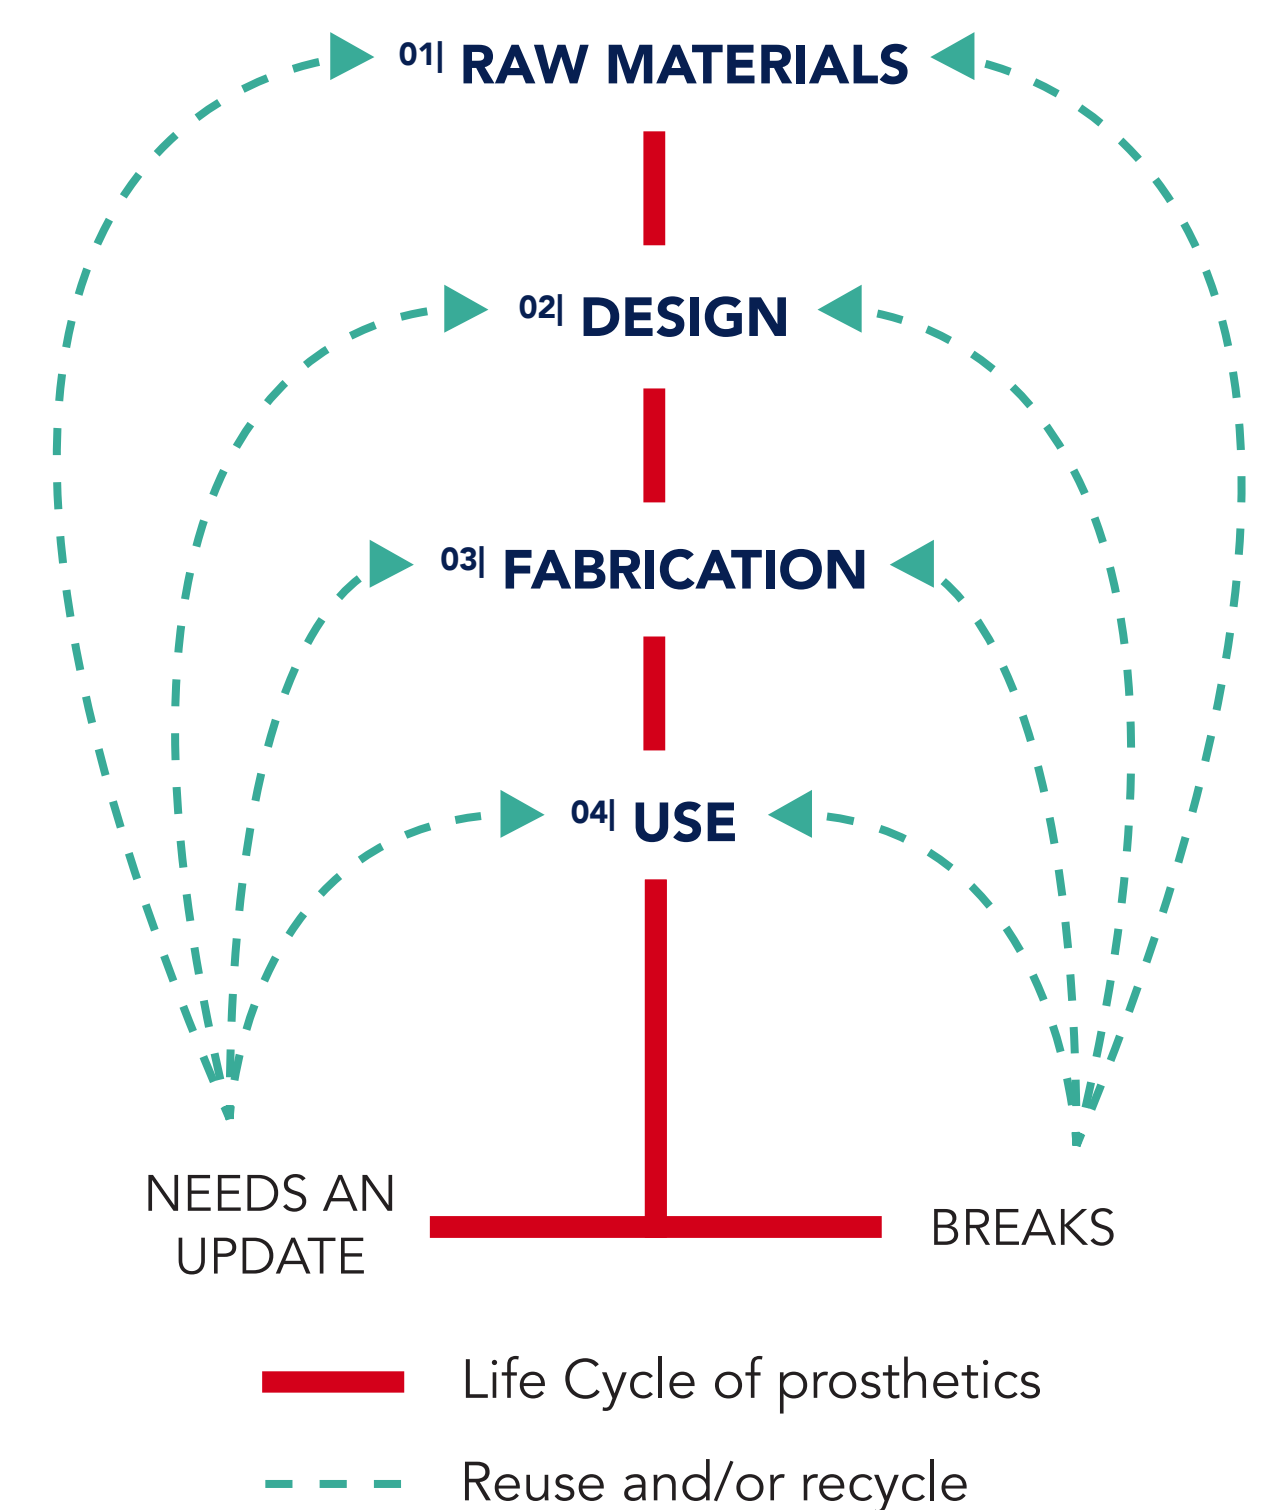 01| RAW MATERIALS
02| DESIGN
03| FABRICATION
04| USE
NEEDS AN
UPDATE
BREAKS
Life Cycle of prosthetics
Reuse and/or recycle